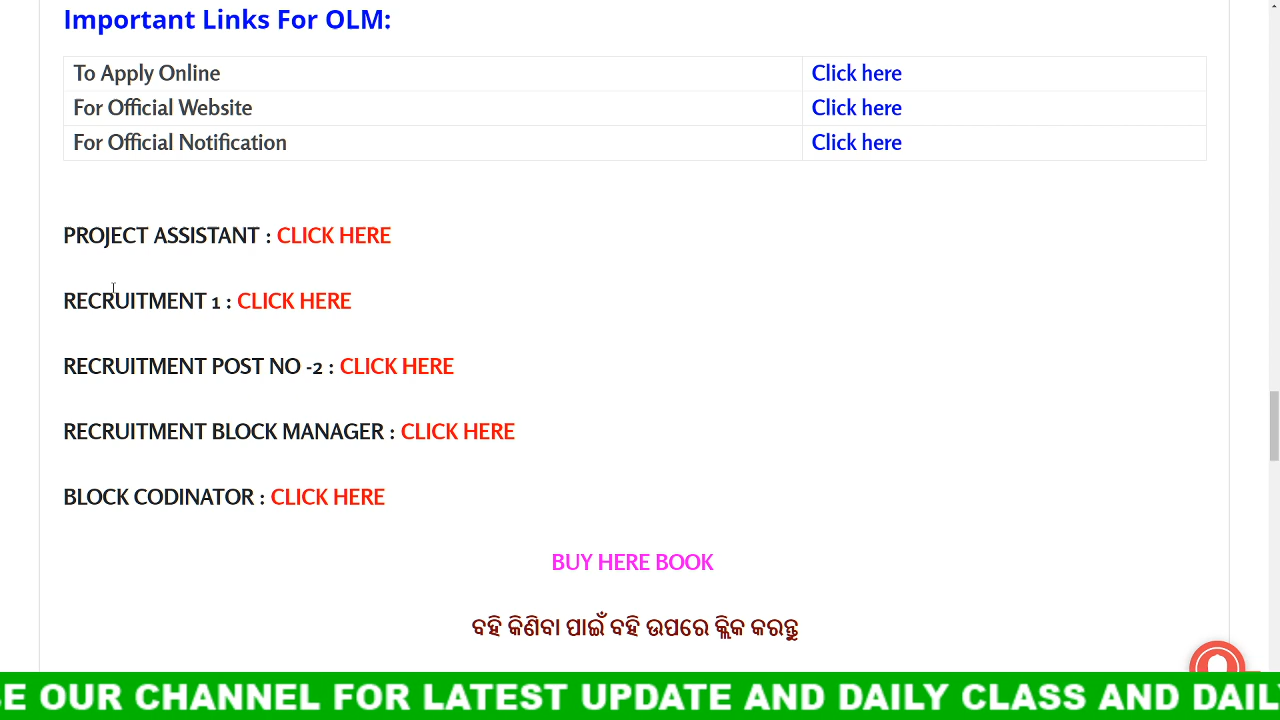 Important Links For OLM:
To Apply Online Click here
For Official Website Click here
For Official Notification Click here
PROJECT ASSISTANT : CLICK HERE
RECRUITMENT 1 : CLICK HERE
RECRUITMENT POST NO -2 : CLICK HERE
RECRUITMENT BLOCK MANAGER : CLICK HERE
BLOCK CODINATOR : CLICK HERE
BUY HERE BOOK
ବହି କିଣିବା ପାଇଁ ବହି ଉପରେ କ୍ଲିକ କରନ୍ତୁ
E OUR CHANNEL FOR LATEST UPDATE AND DAILY CLASS AND DAIL